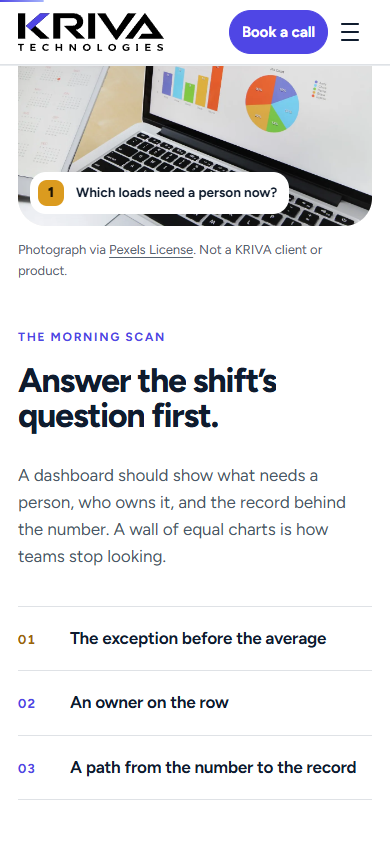 KRIVA
TECHNOLOGIES
Book a call
1 Which loads need a person now?
Photograph via Pexels License. Not a KRIVA client or
product.
THE MORNING SCAN
Answer the shift's
question first.
A dashboard should show what needs a
person, who owns it, and the record behind
the number. A wall of equal charts is how
teams stop looking.
01 The exception before the average
02 An owner on the row
03 A path from the number to the record